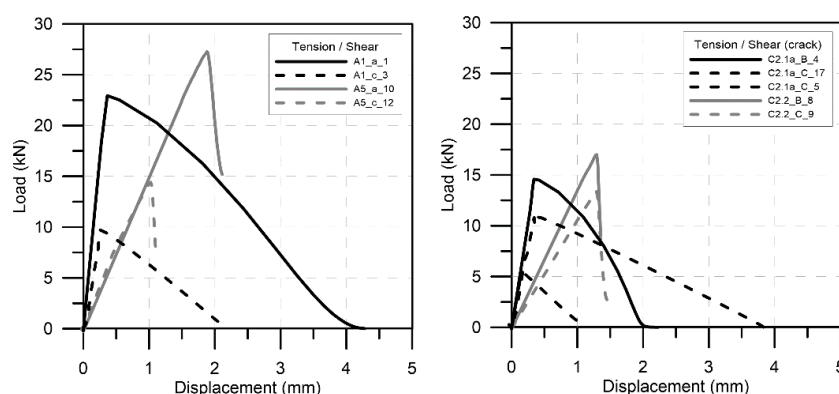 30
25
20
15
10
5
0
Load (kN)
Tension / Shear
A1_a_1
A1_c_3
A5_a_10
A5_c_12
0 1 2 3 4 5
Displacement (mm)
30
25
20
15
10
5
0
Load (kN)
Tension / Shear (crack)
C2.1a_B_4
C2.1a_C_17
C2.1a_C_5
C2.2_B_8
C2.2_C_9
0 1 2 3 4 5
Displacement (mm)